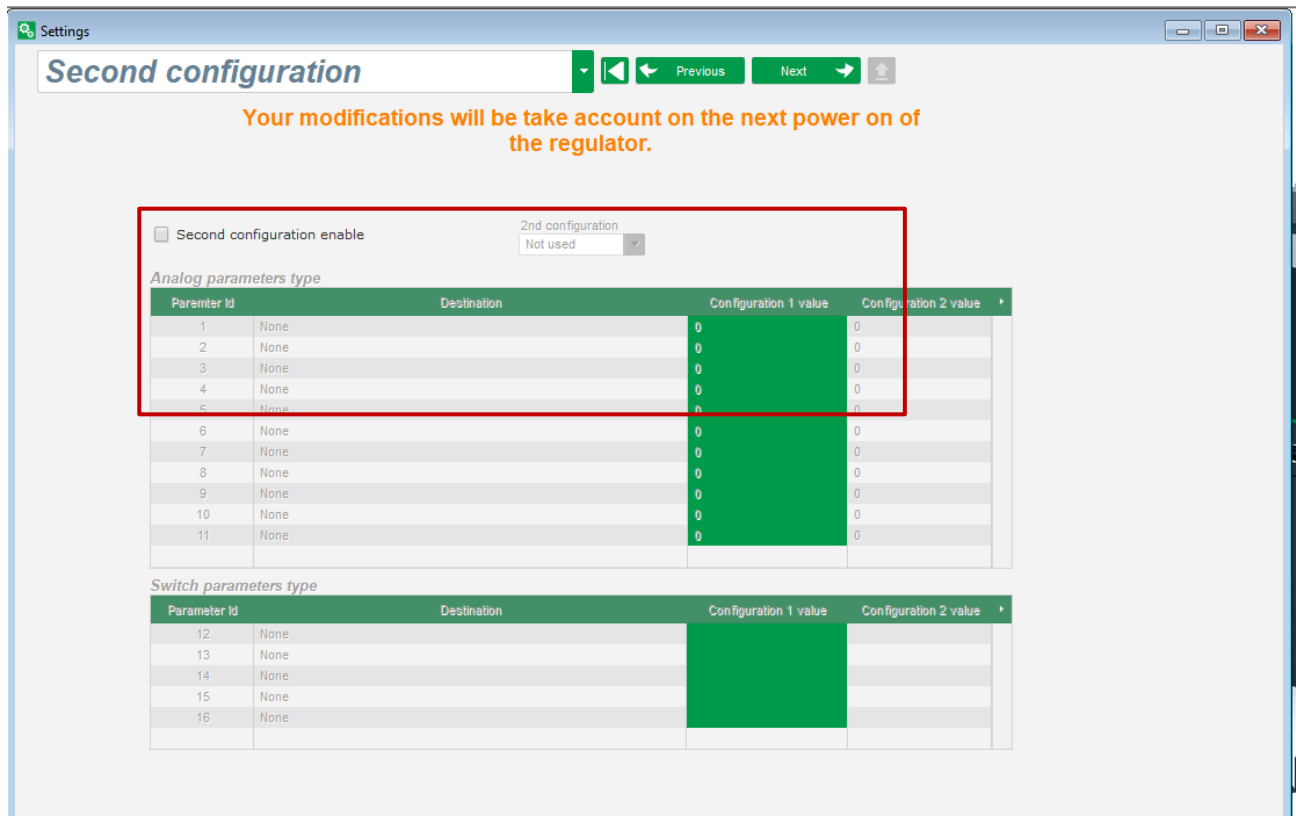 Settings
Second configuration
Previous
Next
Your modifications will be take account on the next power on of
the regulator.
Second configuration enable
2nd configuration
Not used
Analog parameters type
Paremter Id Destination Configuration 1 value Configuration 2 value
1 None 0 0
2 None 0 0
3 None 0 0
4 None 0 0
5 None 0 0
6 None 0 0
7 None 0 0
8 None 0 0
9 None 0 0
10 None 0 0
11 None 0 0
Switch parameters type
Parameter Id Destination Configuration 1 value Configuration 2 value
12 None
13 None
14 None
15 None
16 None